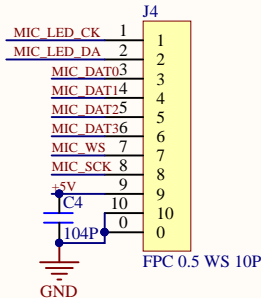 J4
MIC_LED_CK 1 1
MIC_LED_DA 2 2
MIC_DAT0 3 3
MIC_DAT1 4 4
MIC_DAT2 5 5
MIC_DAT3 6 6
MIC_WS 7 7
MIC_SCK 8 8
+5V 9 9
C4 10 10
104P 0 0
FPC 0.5 WS 10P
GND